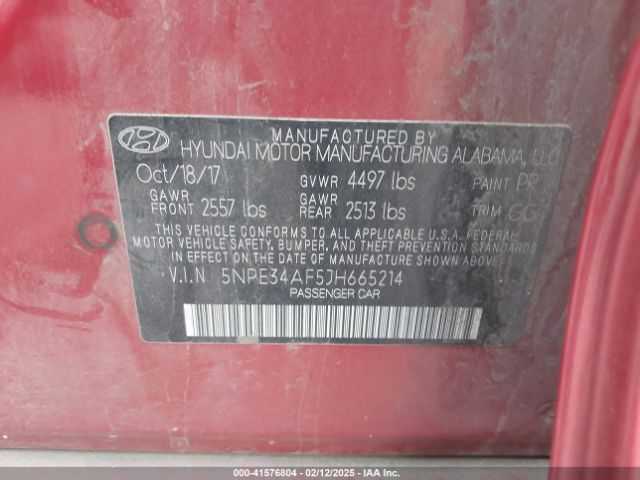 MANUFACTURED BY
HYUNDAI MOTOR MANUFACTURING ALABAMA, LLC
Oct/18/17 GVWR 4497 lbs PAINT PR
GAWR FRONT 2557 lbs GAWR REAR 2513 lbs TRIM GG
THIS VEHICLE CONFORMS TO ALL APPLICABLE U.S.A. FEDERAL
MOTOR VEHICLE SAFETY, BUMPER, AND THEFT PREVENTION STANDARDS
IN EFFECT ON THE DATE OF MANUFACTURE SHOWN ABOVE.
V.I.N 5NPE34AF5JH665214
PASSENGER CAR
000-41576804 - 02/12/2025 - IAA Inc.